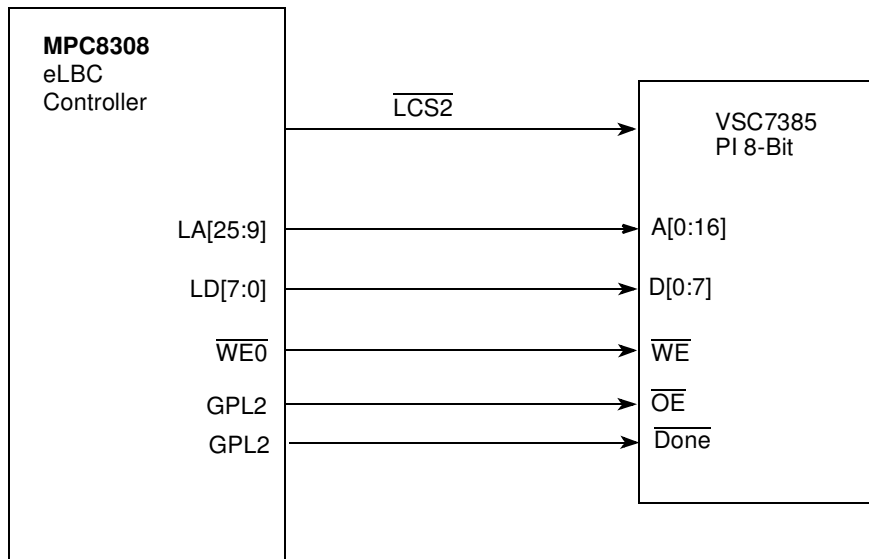 MPC8308
eLBC
Controller
LCS2
VSC7385
PI 8-Bit
LA[25:9]
A[0:16]
LD[7:0]
D[0:7]
WE0
WE
GPL2
OE
GPL2
Done